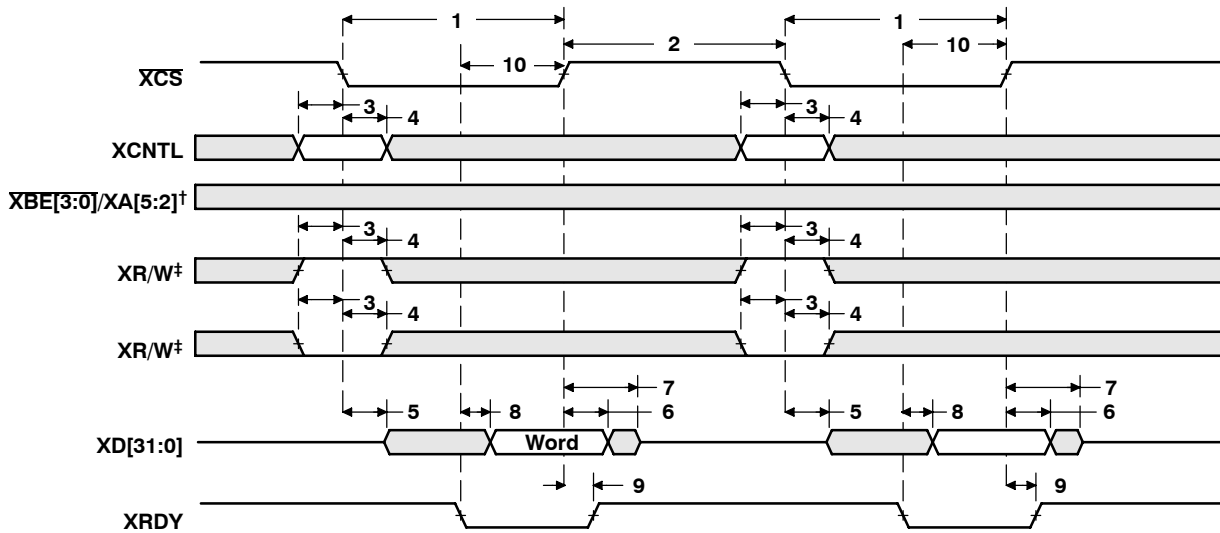 1 1
10 2 10
XCS
3 3
4 4
XCNTL
XBE[3:0]/XA[5:2]†
3 3
4 4
XR/W‡
3 3
4 4
XR/W‡
7 7
5 8 6 5 8 6
XD[31:0] Word
9 9
XRDY